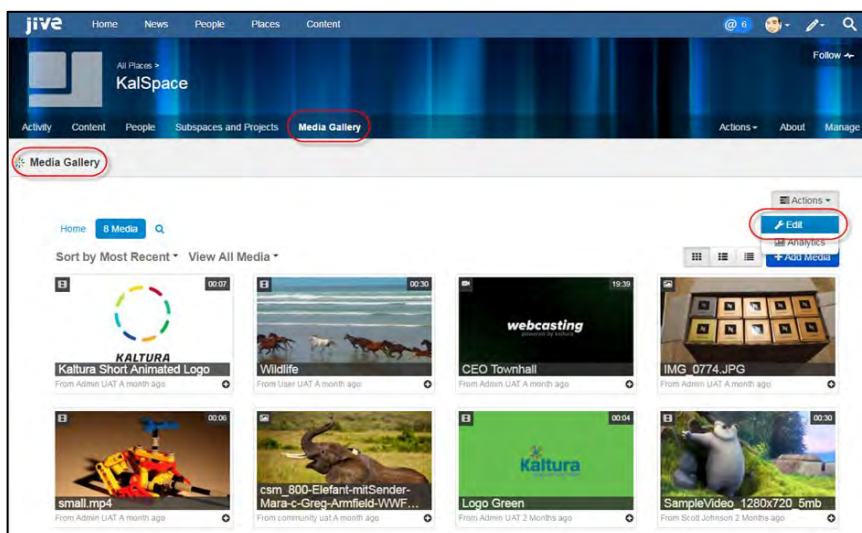 jive Home News People Places Content @ 6
All Places >
KalSpace
Follow
Activity Content People Subspaces and Projects Media Gallery Actions About Manage
Media Gallery
Actions
Home 8 Media
Edit
Analytics
Sort by Most Recent View All Media
+ Add Media
00:07
KALTURA
Kaltura Short Animated Logo
From Admin UAT A month ago
00:30
Wildlife
From User UAT A month ago
19:39
webcasting
powered by kaltura
CEO Townhall
From Admin UAT A month ago
IMG_0774.JPG
From Admin UAT A month ago
00:06
small.mp4
From Admin UAT A month ago
csm_800-Elefant-mitSender-
Mara-c-Greg-Armfield-WWF...
From community uat A month ago
00:04
Kaltura
Logo Green
From Admin UAT 2 Months ago
00:30
SampleVideo_1280x720_5mb
From Scott Johnson 2 Months ago